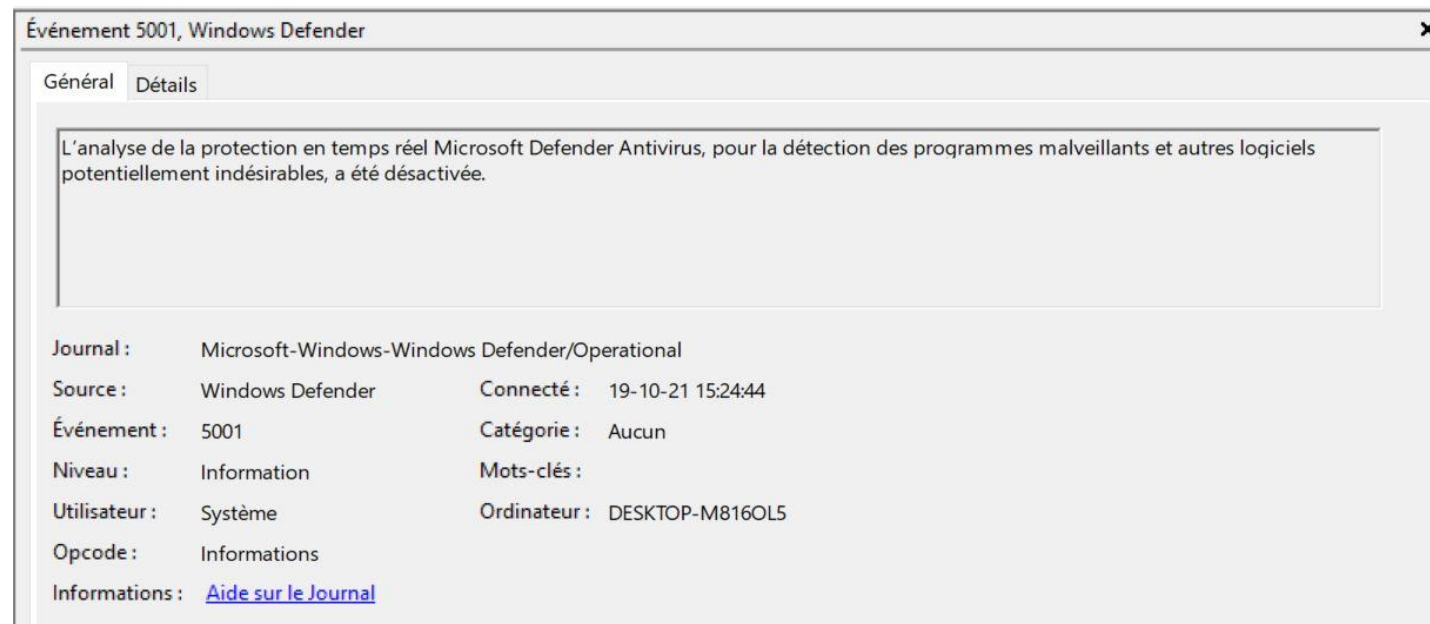 Événement 5001, Windows Defender
Général Détails
L'analyse de la protection en temps réel Microsoft Defender Antivirus, pour la détection des programmes malveillants et autres logiciels
potentiellement indésirables, a été désactivée.
Journal : Microsoft-Windows-Windows Defender/Operational
Source : Windows Defender Connecté : 19-10-21 15:24:44
Événement : 5001 Catégorie : Aucun
Niveau : Information Mots-clés :
Utilisateur : Système Ordinateur : DESKTOP-M816OL5
Opcode : Informations
Informations : Aide sur le Journal